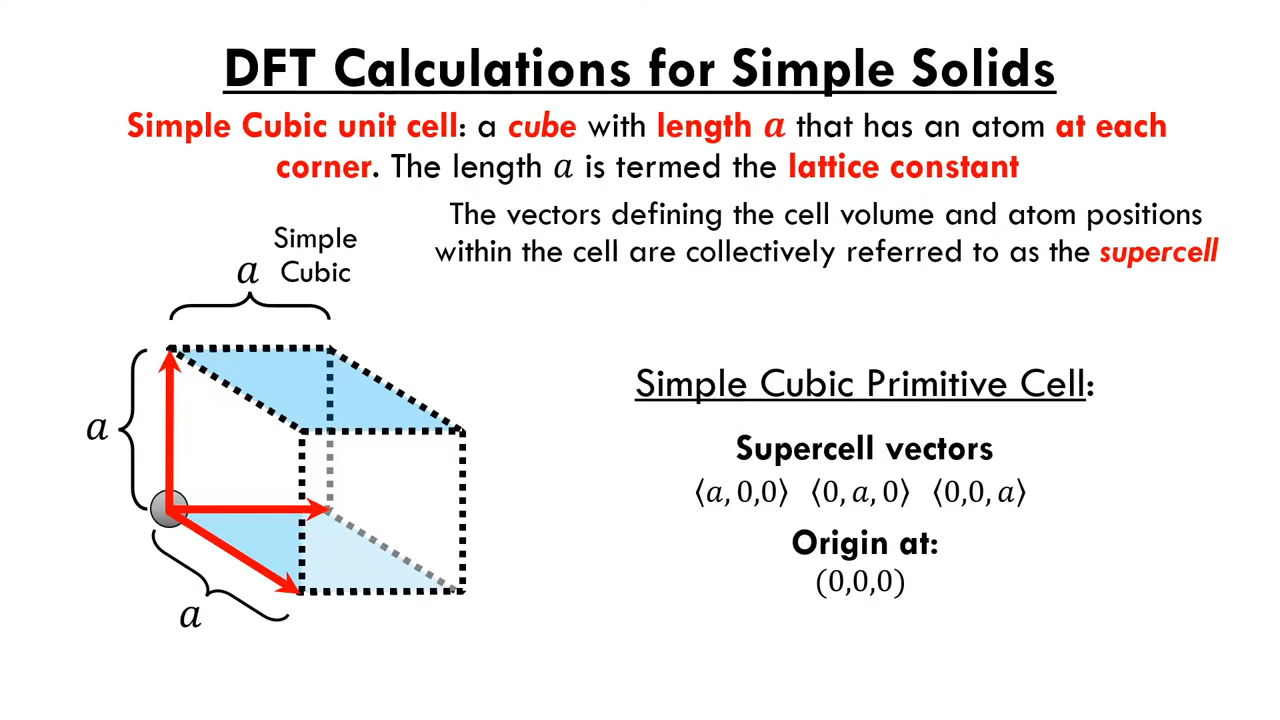 DFT Calculations for Simple Solids
Simple Cubic unit cell: a cube with length a that has an atom at each
corner. The length a is termed the lattice constant
The vectors defining the cell volume and atom positions
within the cell are collectively referred to as the supercell
Simple
Cubic
a
a
a
Simple Cubic Primitive Cell:
Supercell vectors
⟨a, 0,0⟩ ⟨0, a, 0⟩ ⟨0,0, a⟩
Origin at:
(0,0,0)